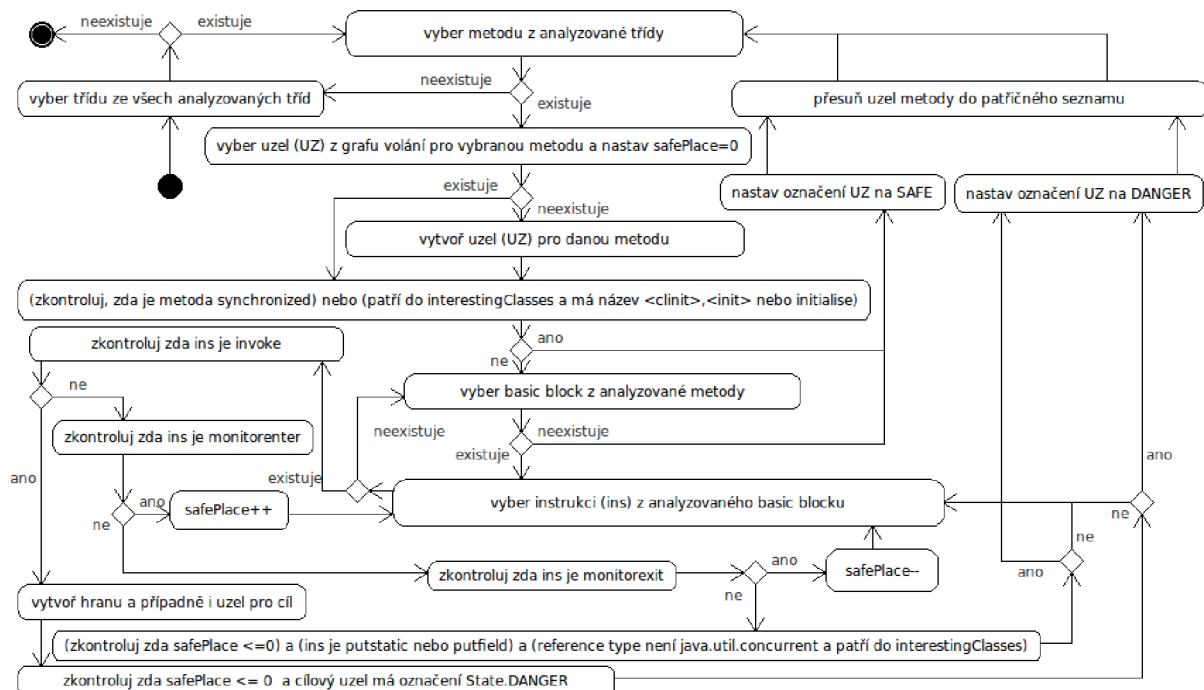 neexistuje
existuje
vyber metodu z analyzované třídy
neexistuje
vyber třídu ze všech analyzovaných tříd
existuje
přesuň uzel metody do patřičného seznamu
vyber uzel (UZ) z grafu volání pro vybranou metodu a nastav safePlace=0
existuje
neexistuje
nastav označení UZ na SAFE
nastav označení UZ na DANGER
vytvoř uzel (UZ) pro danou metodu
(zkontroluj, zda je metoda synchronized) nebo (patří do interestingClasses a má název <clinit>,<init> nebo initialise)
zkontroluj zda ins je invoke
ano
ne
ne
vyber basic block z analyzované metody
zkontroluj zda ins je monitorenter
neexistuje
neexistuje
existuje
existuje
ano
ano
ano
ne
safePlace++
vyber instrukci (ins) z analyzovaného basic blocku
ne
ne
zkontroluj zda ins je monitorexit
ano
ne
safePlace--
ano
vytvoř hranu a případně i uzel pro cíl
(zkontroluj zda safePlace <=0) a (ins je putstatic nebo putfield) a (reference type není java.util.concurrent a patří do interestingClasses)
zkontroluj zda safePlace <= 0 a cílový uzel má označení State.DANGER